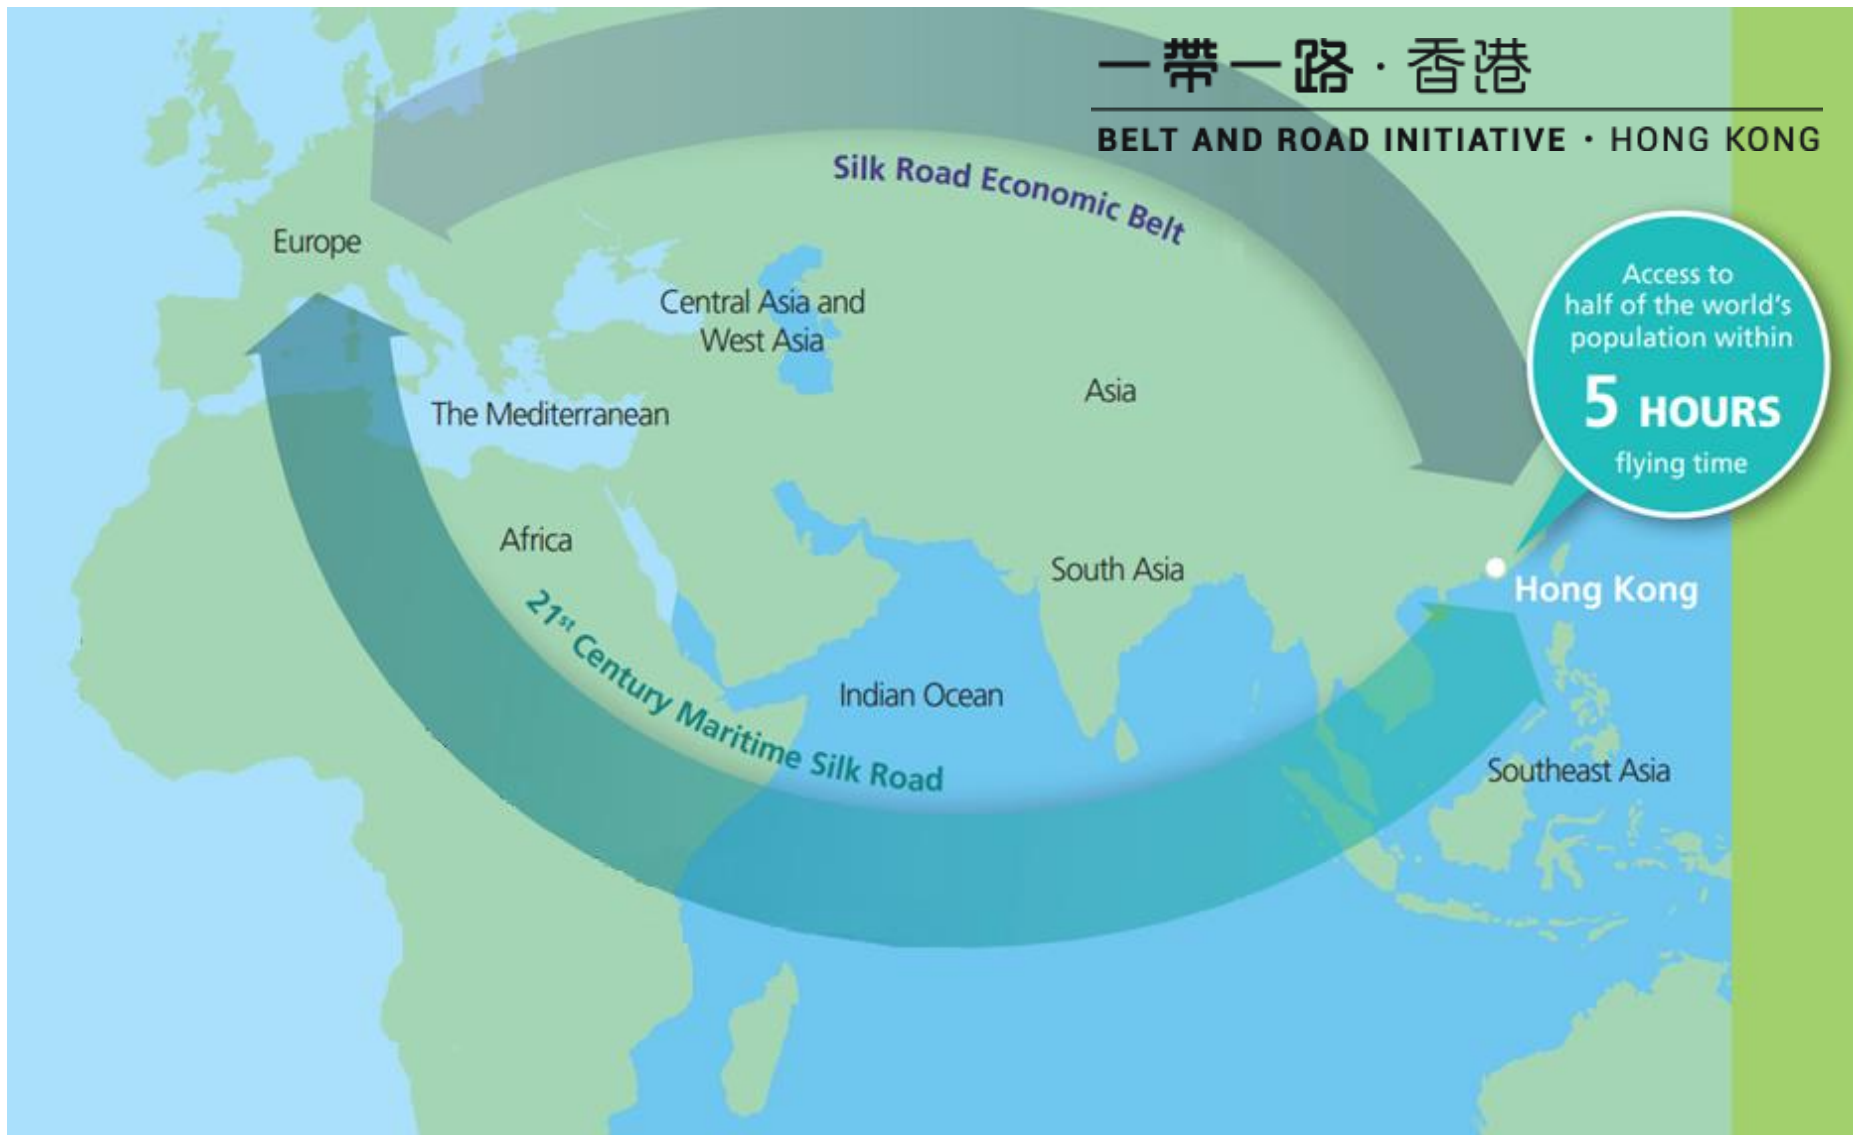 一帶一路·香港
BELT AND ROAD INITIATIVE · HONG KONG
Silk Road Economic Belt
Access to
half of the world's
population within
5 HOURS
flying time
Europe
Central Asia and
West Asia
Asia
The Mediterranean
Africa
South Asia
Hong Kong
21st Century Maritime Silk Road
Indian Ocean
Southeast Asia